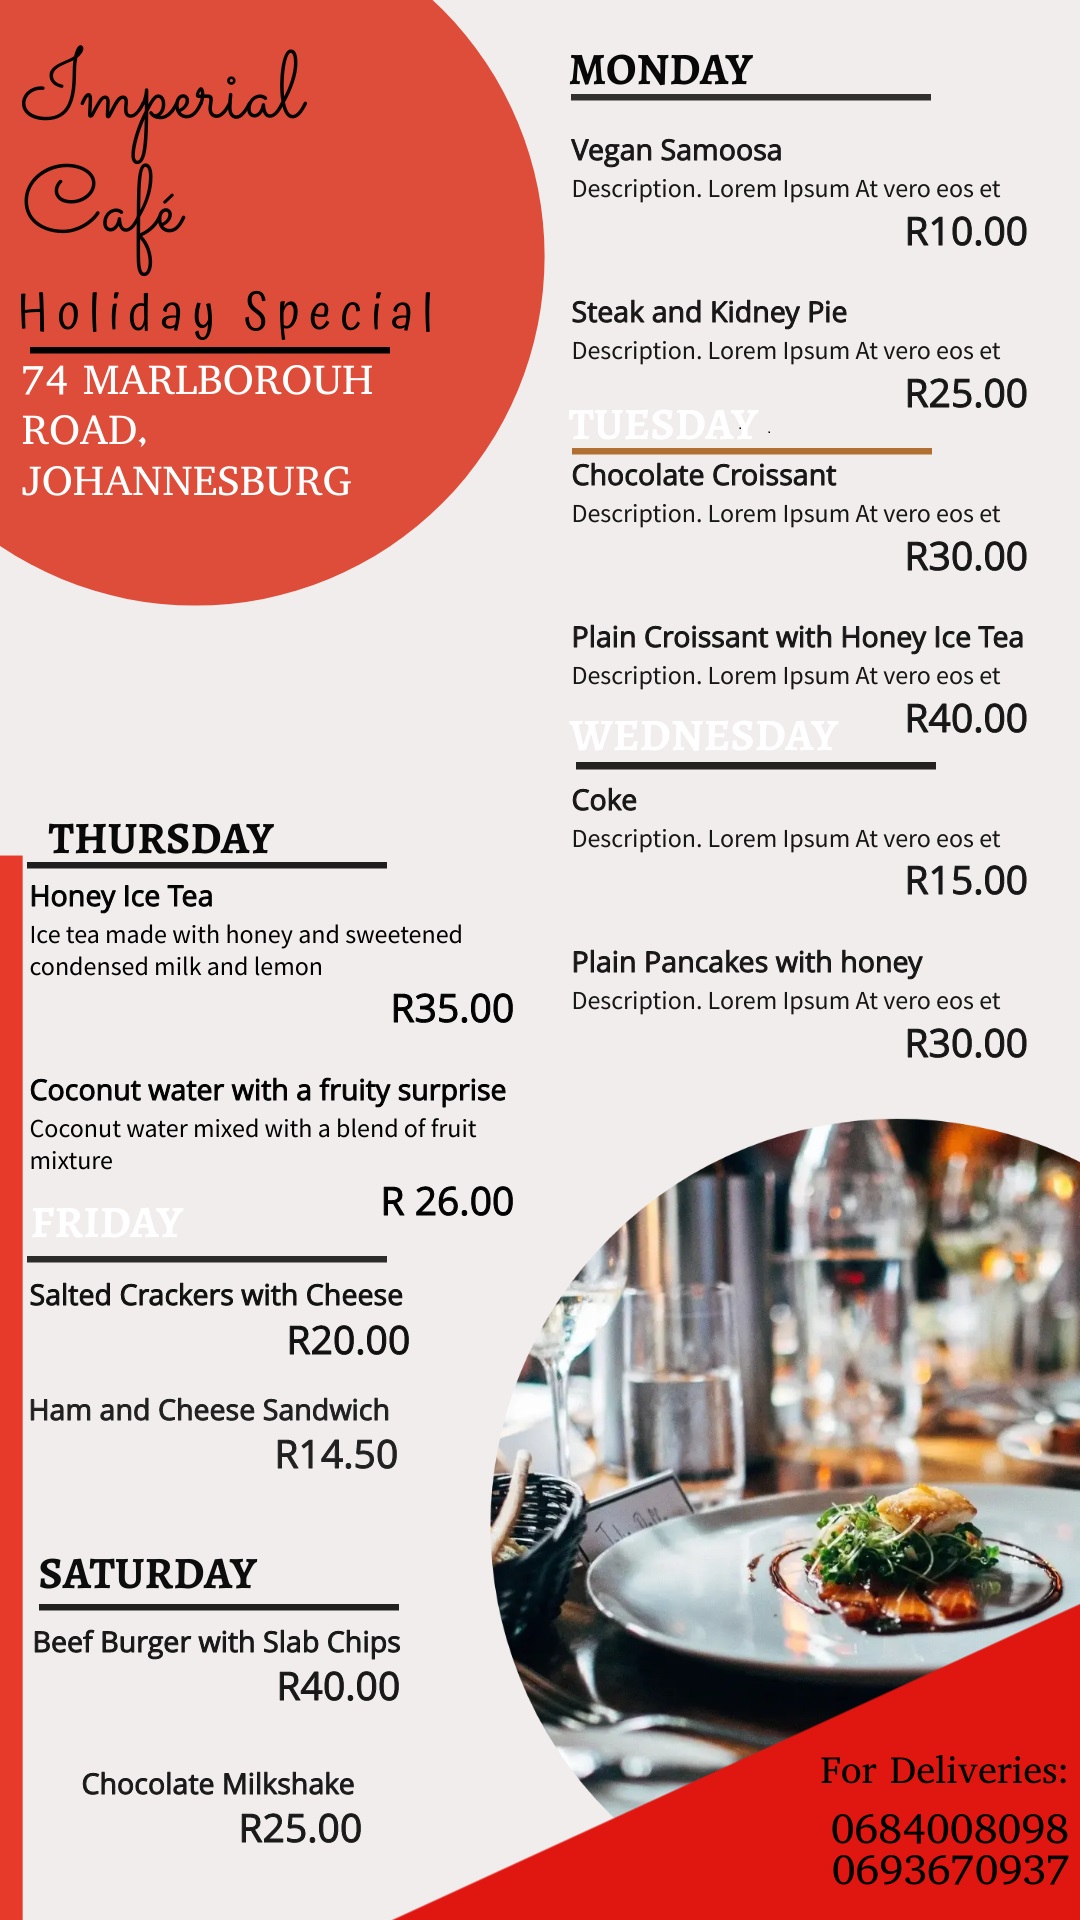 Imperial
Café
Holiday Special
74 MARLBOROUH
ROAD,
JOHANNESBURG
MONDAY
Vegan Samoosa
Description. Lorem Ipsum At vero eos et
R10.00
Steak and Kidney Pie
Description. Lorem Ipsum At vero eos et
R25.00
TUESDAY
Chocolate Croissant
Description. Lorem Ipsum At vero eos et
R30.00
Plain Croissant with Honey Ice Tea
Description. Lorem Ipsum At vero eos et
R40.00
WEDNESDAY
Coke
Description. Lorem Ipsum At vero eos et
R15.00
Plain Pancakes with honey
Description. Lorem Ipsum At vero eos et
R30.00
THURSDAY
Honey Ice Tea
Ice tea made with honey and sweetened
condensed milk and lemon
R35.00
Coconut water with a fruity surprise
Coconut water mixed with a blend of fruit
mixture
R 26.00
FRIDAY
Salted Crackers with Cheese
R20.00
Ham and Cheese Sandwich
R14.50
SATURDAY
Beef Burger with Slab Chips
R40.00
Chocolate Milkshake
R25.00
For Deliveries:
0684008098
0693670937